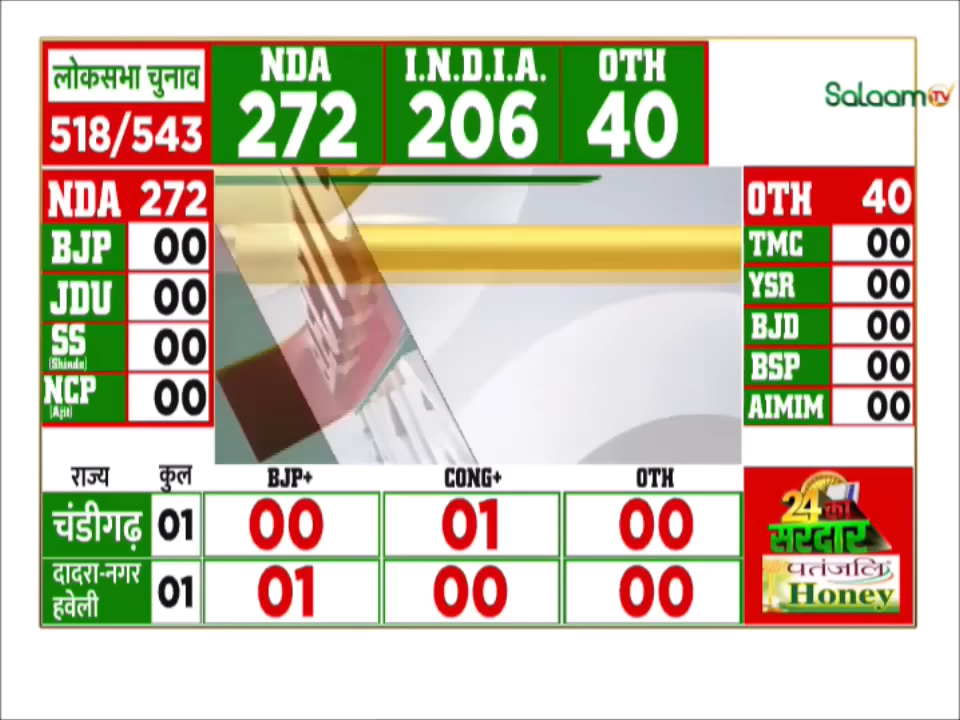 लोकसभा चुनाव
518/543
NDA
272
I.N.D.I.A.
206
OTH
40
Salaam TV
NDA 272
BJP 00
JDU 00
SS 00
(Shinde)
NCP 00
(Ajit)
OTH 40
TMC 00
YSR 00
BJD 00
BSP 00
AIMIM 00
राज्य कुल BJP+ CONG+ OTH
चंडीगढ़ 01 00 01 00
दादरा-नगर
हवेली 01 01 00 00
24 का
सरदार
पतंजलि
Honey